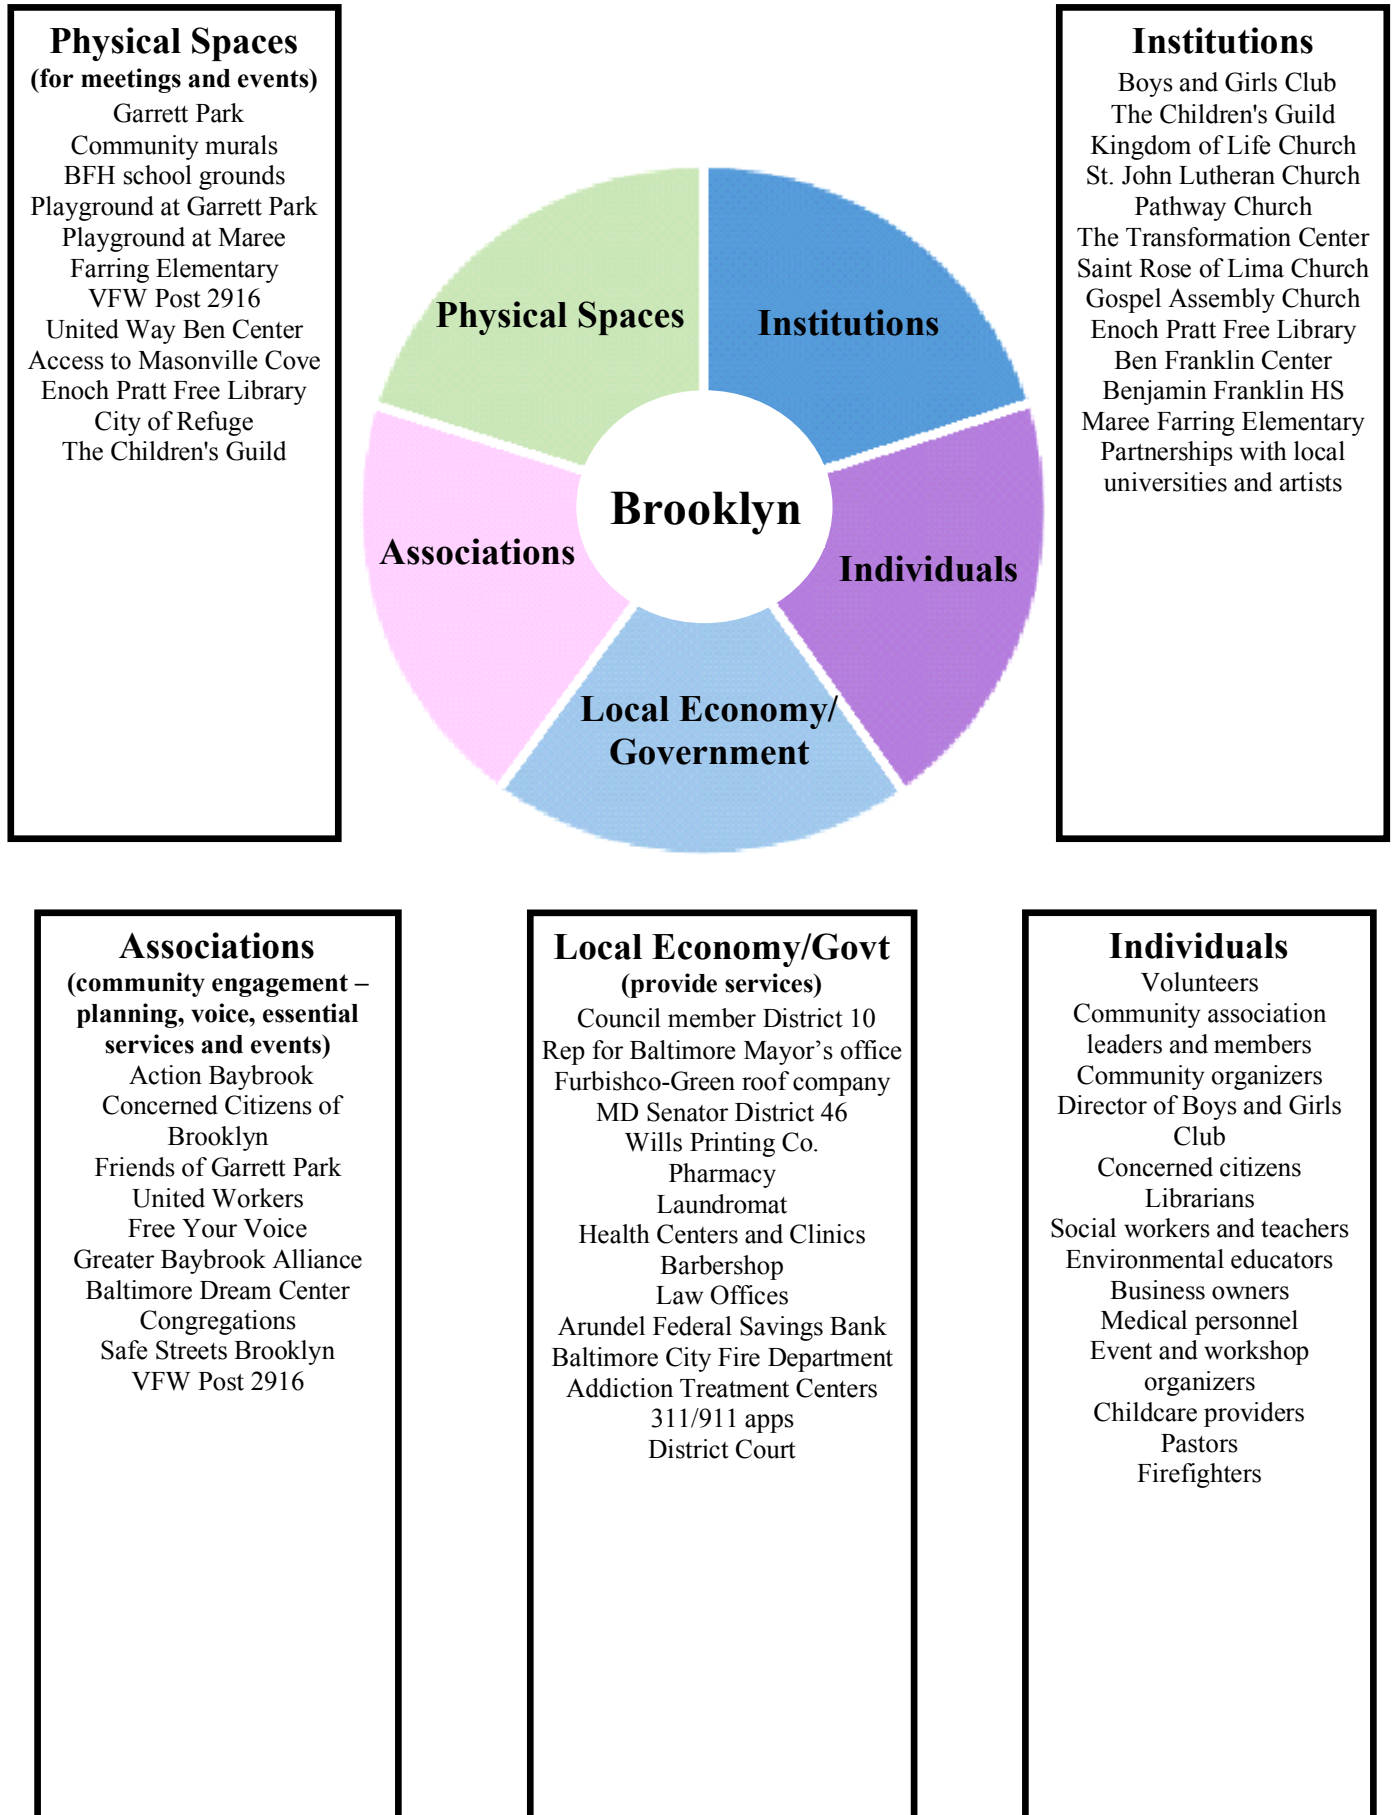 Physical Spaces
(for meetings and events)
Garrett Park
Community murals
BFH school grounds
Playground at Garrett Park
Playground at Maree
Farring Elementary
VFW Post 2916
United Way Ben Center
Access to Masonville Cove
Enoch Pratt Free Library
City of Refuge
The Children's Guild
Institutions
Boys and Girls Club
The Children's Guild
Kingdom of Life Church
St. John Lutheran Church
Pathway Church
The Transformation Center
Saint Rose of Lima Church
Gospel Assembly Church
Enoch Pratt Free Library
Ben Franklin Center
Benjamin Franklin HS
Maree Farring Elementary
Partnerships with local
universities and artists
Physical Spaces
Institutions
Brooklyn
Associations
Individuals
Local Economy/
Government
Associations
(community engagement –
planning, voice, essential
services and events)
Action Baybrook
Concerned Citizens of
Brooklyn
Friends of Garrett Park
United Workers
Free Your Voice
Greater Baybrook Alliance
Baltimore Dream Center
Congregations
Safe Streets Brooklyn
VFW Post 2916
Local Economy/Govt
(provide services)
Council member District 10
Rep for Baltimore Mayor’s office
Furbishco-Green roof company
MD Senator District 46
Wills Printing Co.
Pharmacy
Laundromat
Health Centers and Clinics
Barbershop
Law Offices
Arundel Federal Savings Bank
Baltimore City Fire Department
Addiction Treatment Centers
311/911 apps
District Court
Individuals
Volunteers
Community association
leaders and members
Community organizers
Director of Boys and Girls
Club
Concerned citizens
Librarians
Social workers and teachers
Environmental educators
Business owners
Medical personnel
Event and workshop
organizers
Childcare providers
Pastors
Firefighters